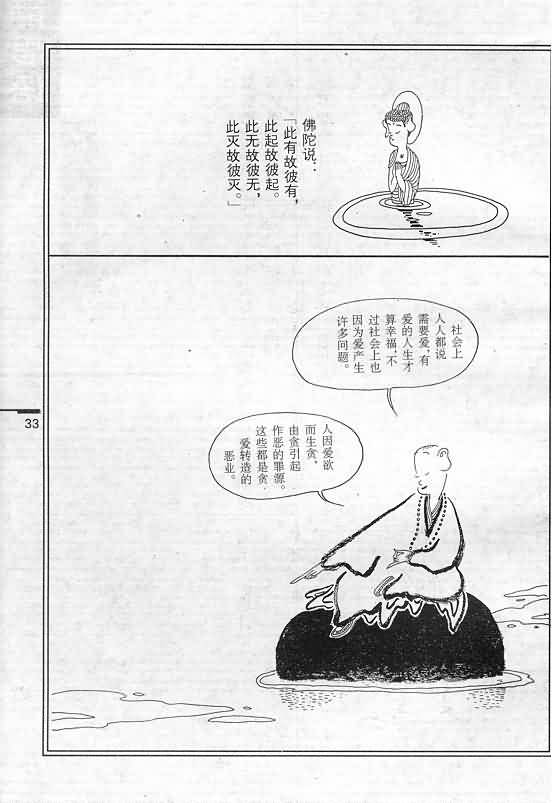 佛陀说：
「此有故彼有，
此起故彼起。
此无故彼无，
此灭故彼灭。」
社会上
人人都说
需要爱，有
爱的人生才
算幸福，不
过社会上也
因为爱产生
许多问题。
人因爱欲
而生贪，
由贪引起
作恶的罪源。
这些都是贪
爱转造的
恶业。
33